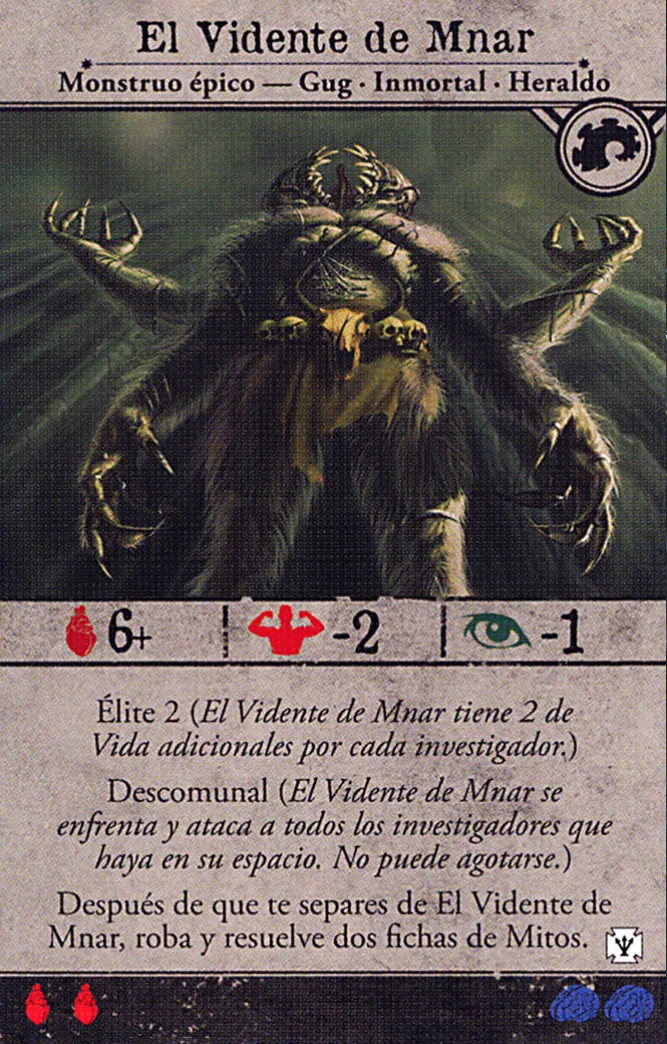 El Vidente de Mnar
Monstruo épico — Gug · Inmortal · Heraldo
6+ -2 -1
Élite 2 (El Vidente de Mnar tiene 2 de
Vida adicionales por cada investigador.)
Descomunal (El Vidente de Mnar se
enfrenta y ataca a todos los investigadores que
haya en su espacio. No puede agotarse.)
Después de que te separes de El Vidente de
Mnar, roba y resuelve dos fichas de Mitos.